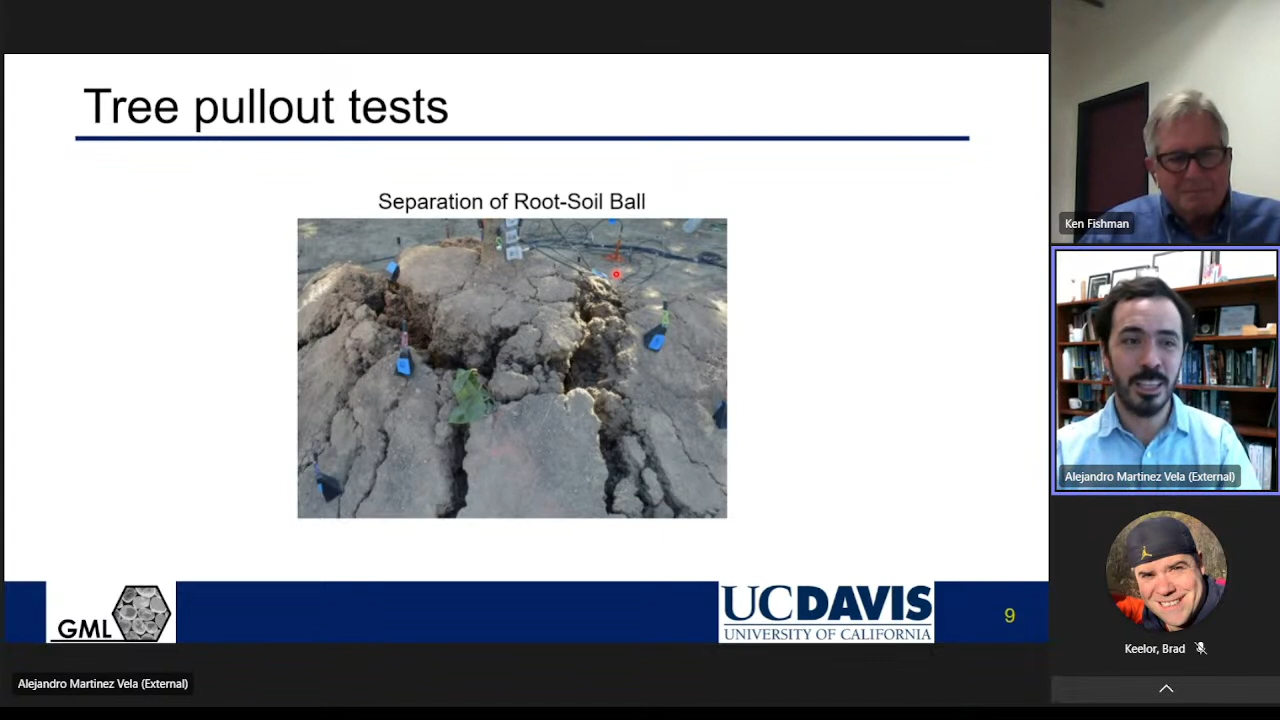 Tree pullout tests
Separation of Root-Soil Ball
GML
UCDAVIS
UNIVERSITY OF CALIFORNIA
9
Alejandro Martinez Vela (External)
Ken Fishman
Alejandro Martinez Vela (External)
Keelor, Brad